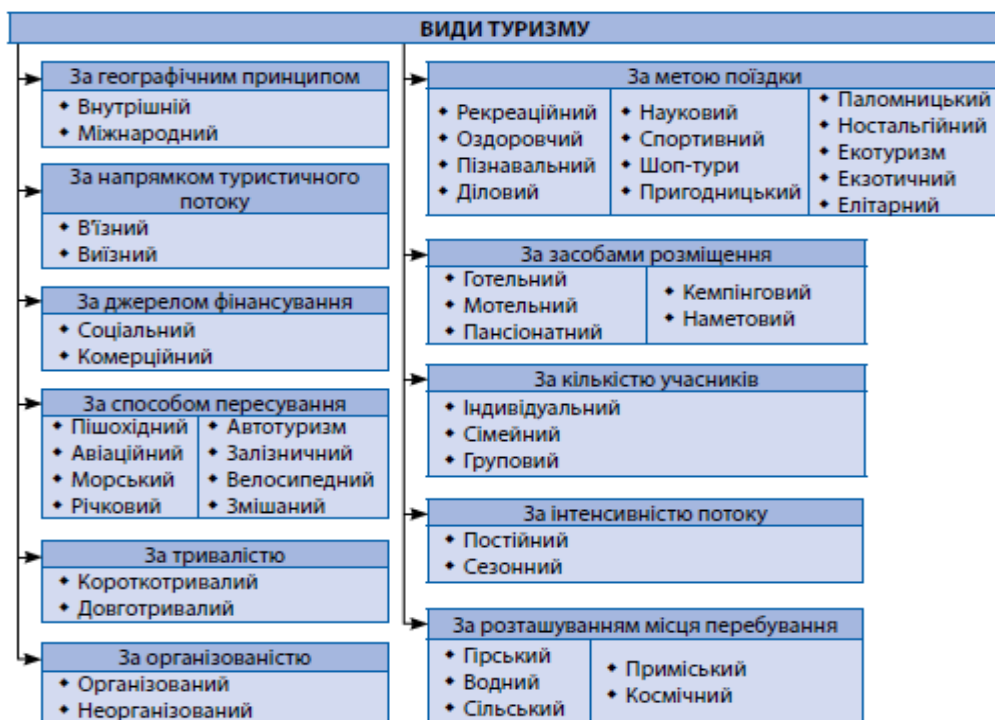 ВИДИ ТУРИЗМУ
За географічним принципом
Внутрішній
Міжнародний
За напрямком туристичного
потоку
В'їзний
Виїзний
За джерелом фінансування
Соціальний
Комерційний
За способом пересування
Пішохідний
Авіаційний
Морський
Річковий
Автотуризм
Залізничний
Велосипедний
Змішаний
За тривалістю
Короткотривалий
Довготривалий
За організованістю
Організований
Неорганізований
За метою поїздки
Рекреаційний
Оздоровчий
Пізнавальний
Діловий
Науковий
Спортивний
Шоп-тури
Пригодницький
Паломницький
Ностальгійний
Екотуризм
Екзотичний
Елітарний
За засобами розміщення
Готельний
Мотельний
Пансіонатний
Кемпінговий
Наметовий
За кількістю учасників
Індивідуальний
Сімейний
Груповий
За інтенсивністю потоку
Постійний
Сезонний
За розташуванням місця перебування
Гірський
Водний
Сільський
Приміський
Космічний